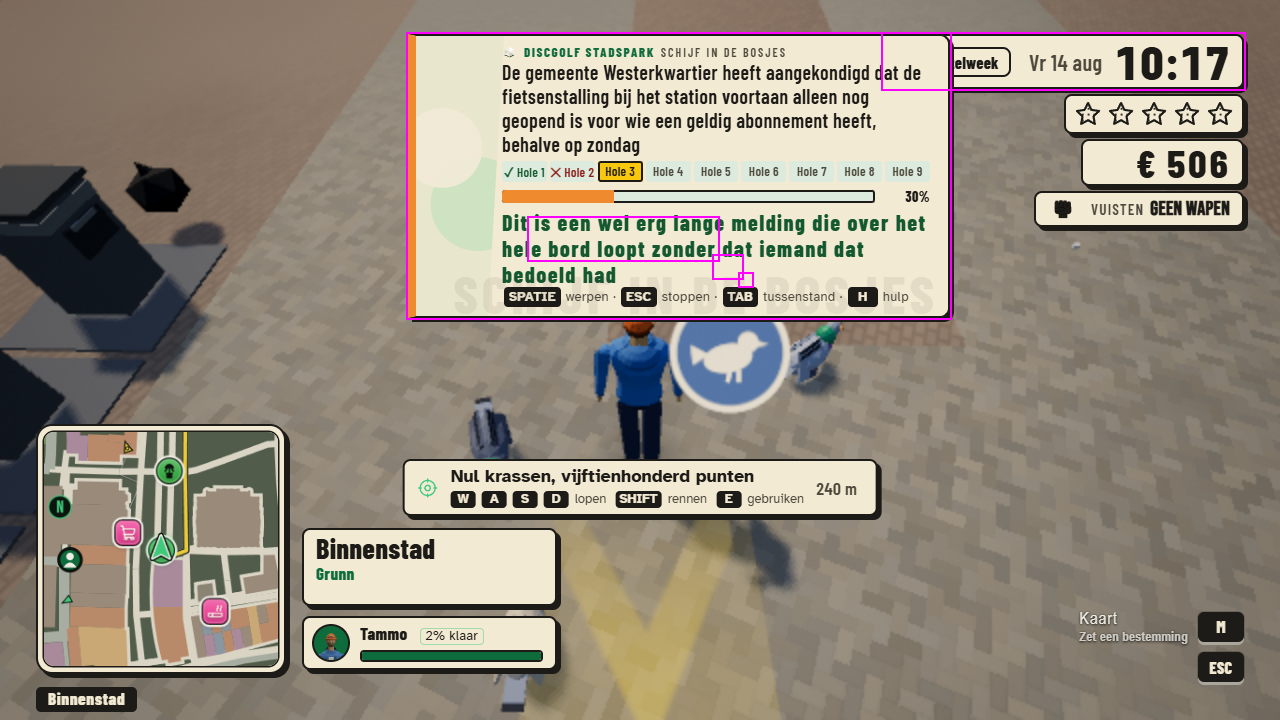 DISCGOLF STADSPARK SCHIJF IN DE BOSJES
De gemeente Westerkwartier heeft aangekondigd dat de
fietsenstalling bij het station voortaan alleen nog
geopend is voor wie een geldig abonnement heeft,
behalve op zondag
✓ Hole 1 ✕ Hole 2 Hole 3 Hole 4 Hole 5 Hole 6 Hole 7 Hole 8 Hole 9
30%
Dit is een wel erg lange melding die over het
hele bord loopt zonder dat iemand dat
bedoeld had
SPATIE werpen · ESC stoppen · TAB tussenstand · H hulp
SCHIJF IN DE BOSJES
elweek Vr 14 aug 10:17
€ 506
VUISTEN GEEN WAPEN
Nul krassen, vijftienhonderd punten
W A S D lopen SHIFT rennen E gebruiken
240 m
N
Binnenstad
Grunn
Tammo 2% klaar
Binnenstad
Kaart
Zet een bestemming
M
ESC